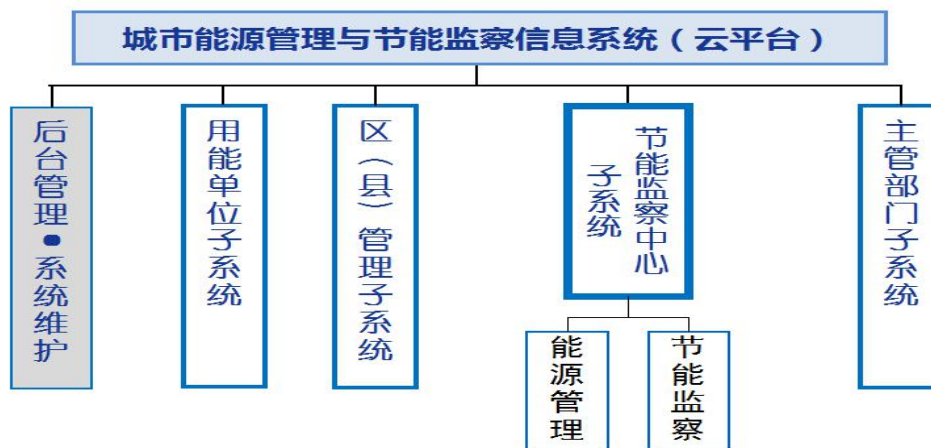 城市能源管理与节能监察信息系统（云平台）
后台管理●系统维护
用能单位子系统
区（县）管理子系统
节能监察中心
子系统
主管部门子系统
能源管理
节能监察